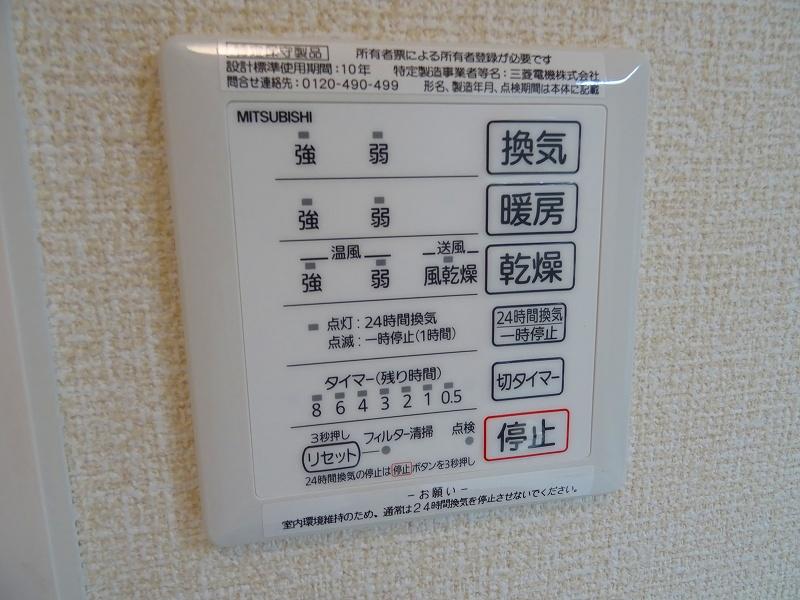 守製品 所有者票による所有者登録が必要です
設計標準使用期間：10年 特定製造事業者等名：三菱電機株式会社
問合せ連絡先：0120-490-499 形名、製造年月、点検期間は本体に記載
MITSUBISHI
強 弱 換気
強 弱 暖房
温風 送風
強 弱 風乾燥 乾燥
点灯：24時間換気
点滅：一時停止(1時間)
24時間換気
一時停止
タイマー(残り時間)
8 6 4 3 2 1 0.5
切タイマー
3秒押し
リセット フィルター清掃 点検
停止
24時間換気の停止は停止ボタンを3秒押し
－お願い－
室内環境維持のため、通常は24時間換気を停止させないでください。